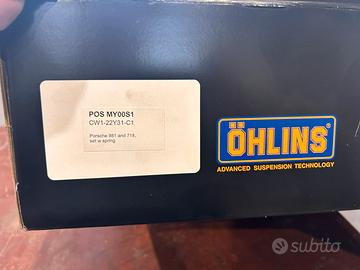 POS MY00S1
CW1-22Y31-C1
Porsche 981 and 718,
set w spring
ÖHLINS
ADVANCED SUSPENSION TECHNOLOGY
subito